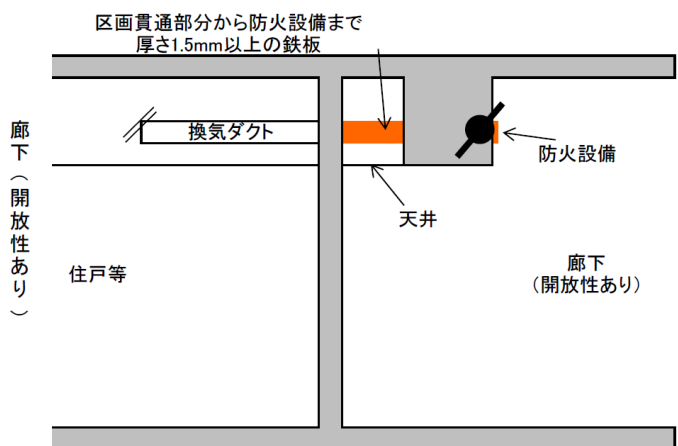 区画貫通部分から防火設備まで
厚さ1.5mm以上の鉄板
換気ダクト
防火設備
天井
廊下（開放性あり）
住戸等
廊下
（開放性あり）